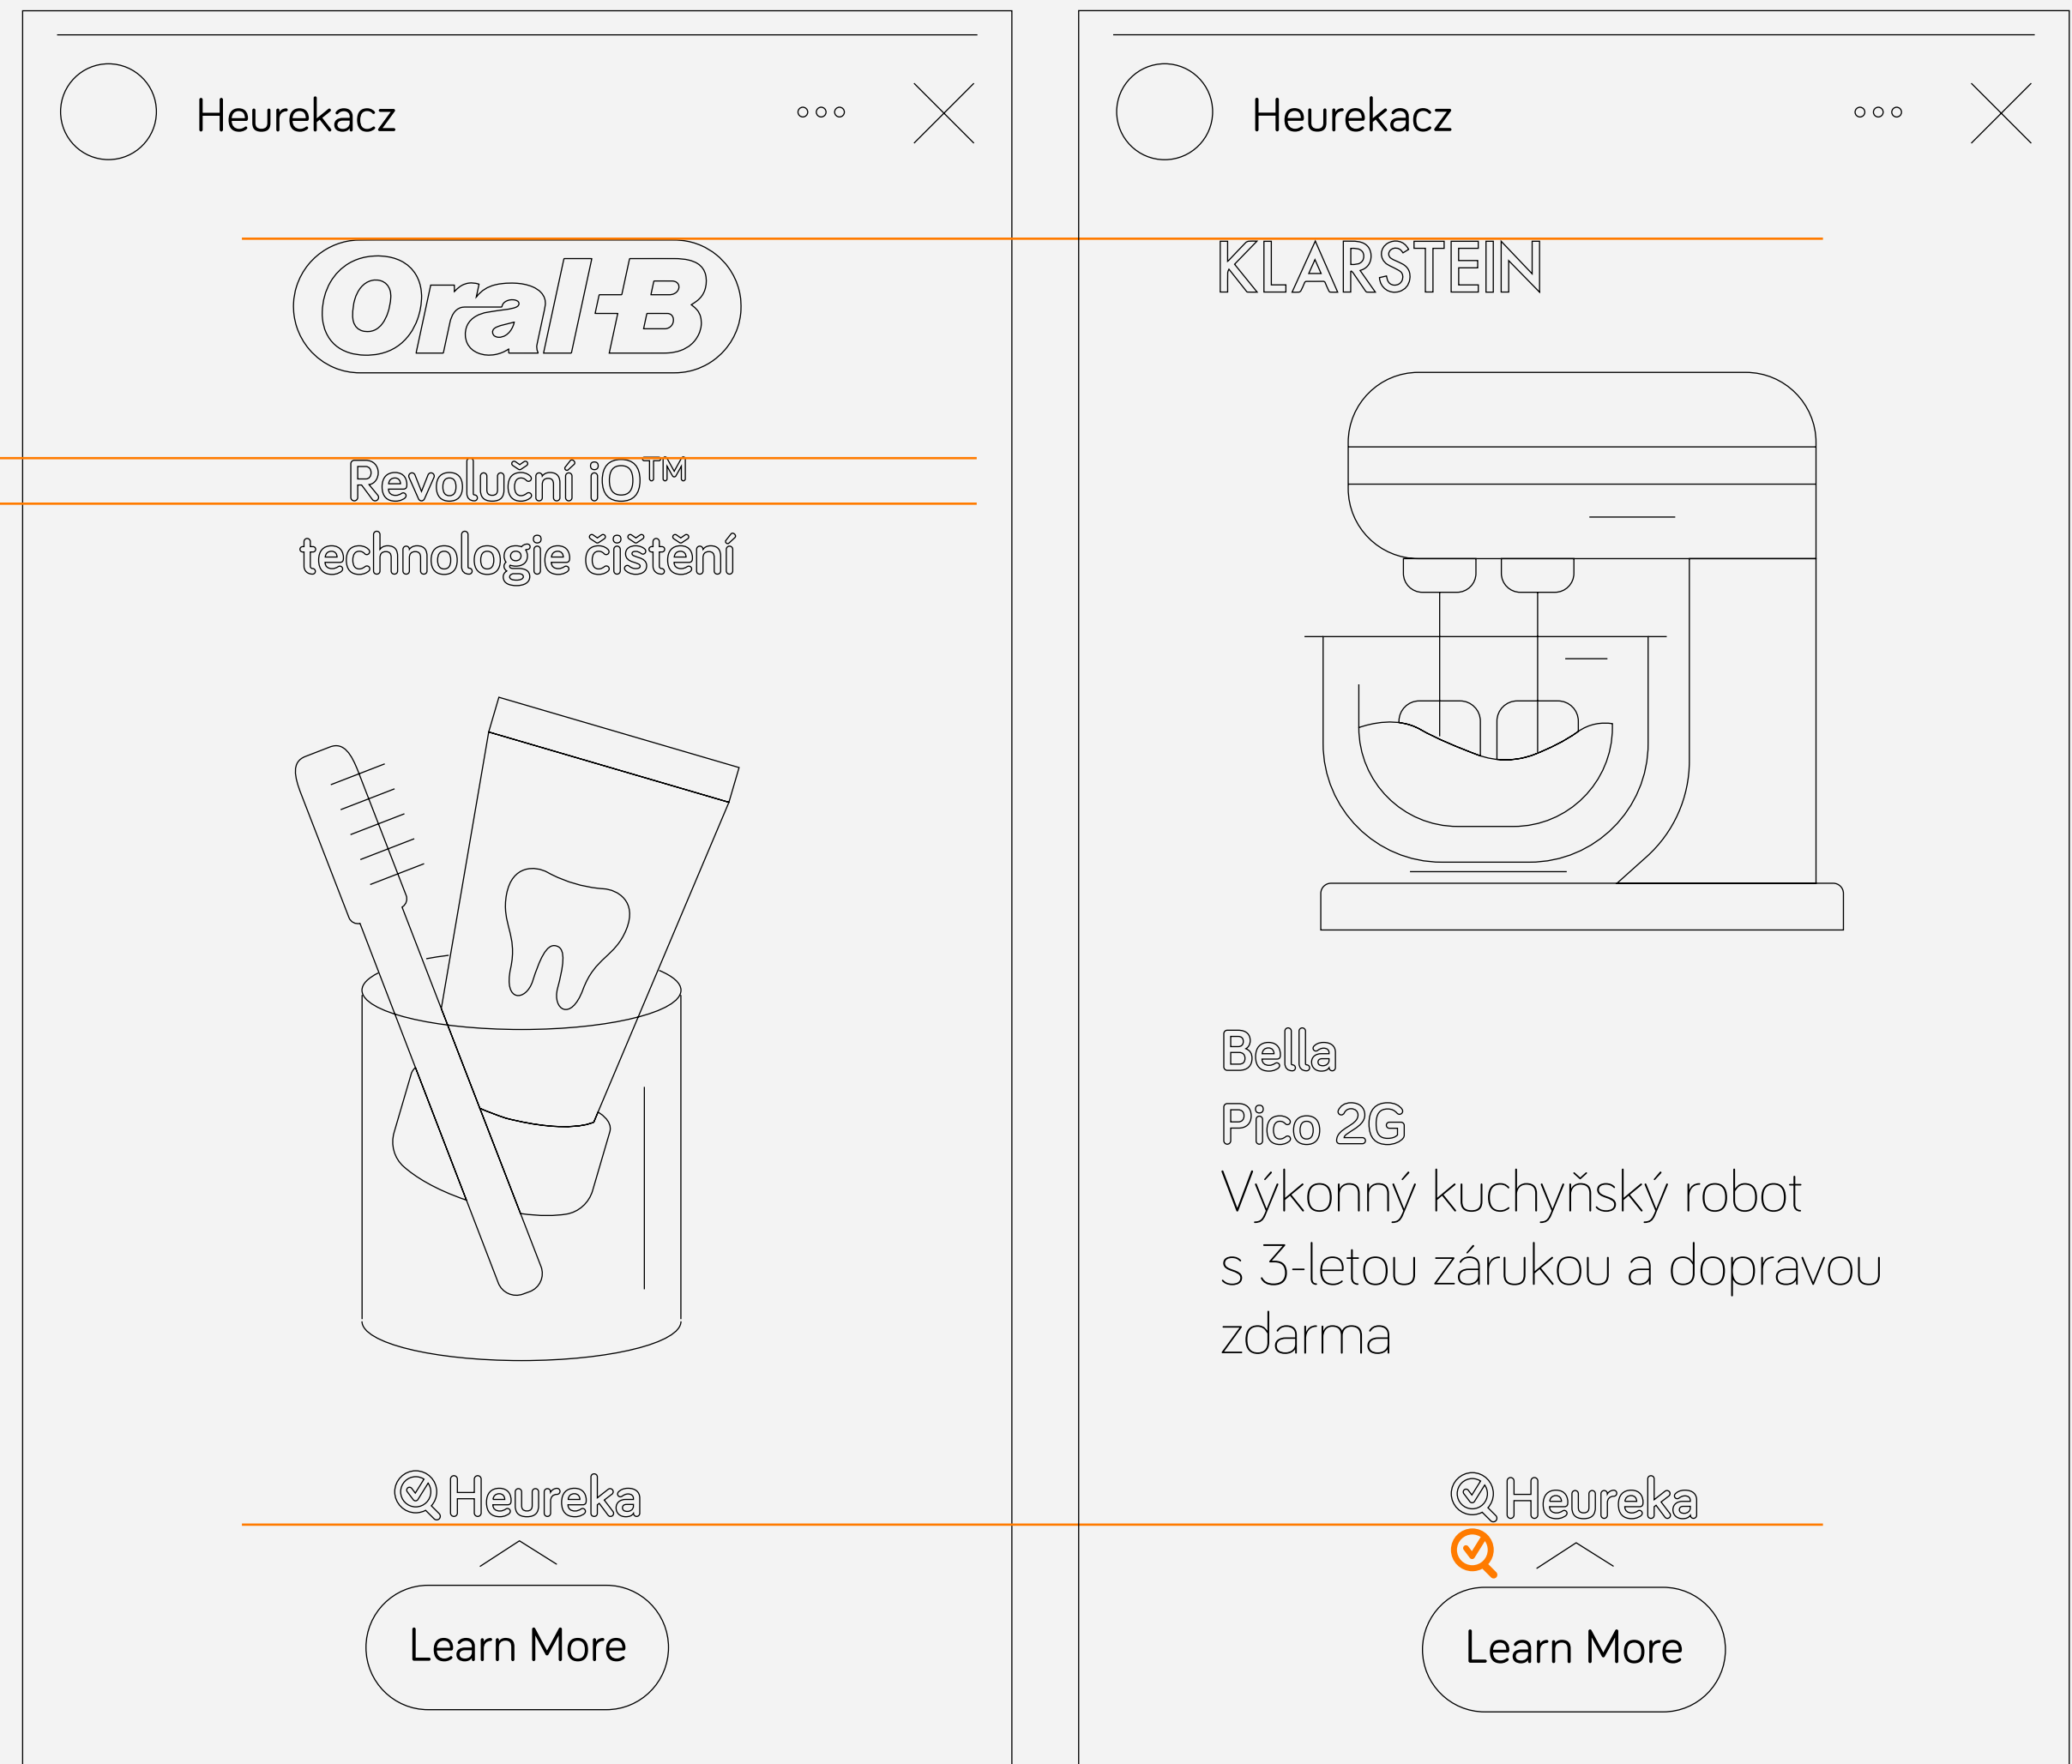 Heurekacz
Oral-B
Revoluční iO™
technologie čištění
Heureka
Learn More
Heurekacz
KLARSTEIN
Bella
Pico 2G
Výkonný kuchyňský robot
s 3-letou zárukou a dopravou
zdarma
Heureka
Learn More